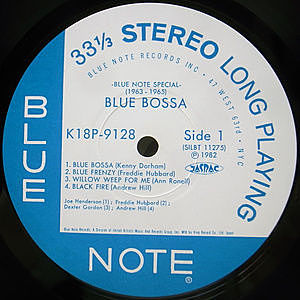 33⅓ STEREO LONG PLAYING
BLUE NOTE RECORDS INC · 47 WEST 63rd · NYC
-BLUE NOTE SPECIAL-
(1963-1965)
BLUE BOSSA
K18P-9128
Side 1
(SILBT 11275)
℗ 1982
JASRAC
1. BLUE BOSSA (Kenny Dorham)
2. BLUE FRENZY (Freddie Hubbard)
3. WILLOW WEEP FOR ME (Ann Ronell)
4. BLACK FIRE (Andrew Hill)
Joe Henderson (1) ; Freddie Hubbard (2) ;
Dexter Gordon (3) ; Andrew Hill (4)
BLUE
NOTE
®